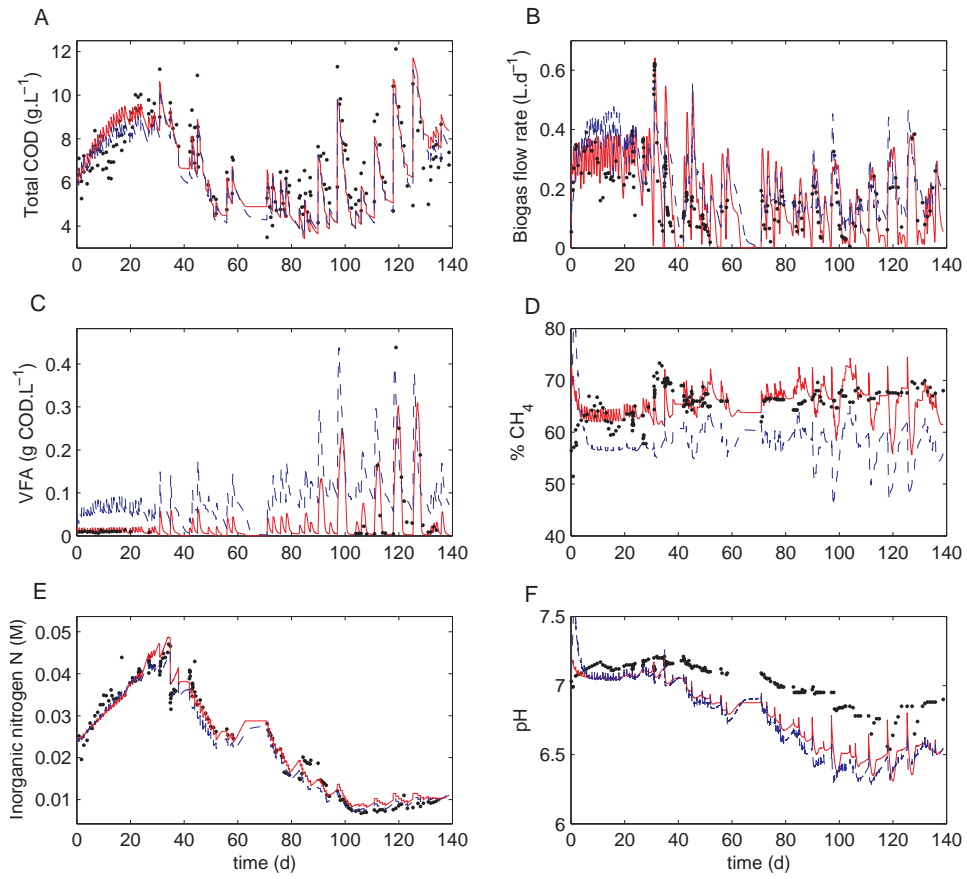 A
Total COD (g.L⁻¹)
12
10
8
6
4
0 20 40 60 80 100 120 140
B
Biogas flow rate (L.d⁻¹)
0.6
0.4
0.2
0
0 20 40 60 80 100 120 140
C
VFA (g COD.L⁻¹)
0.4
0.3
0.2
0.1
0
0 20 40 60 80 100 120 140
D
% CH₄
80
70
60
50
40
0 20 40 60 80 100 120 140
E
Inorganic nitrogen N (M)
0.05
0.04
0.03
0.02
0.01
0 20 40 60 80 100 120 140
time (d)
F
pH
7.5
7
6.5
6
0 20 40 60 80 100 120 140
time (d)